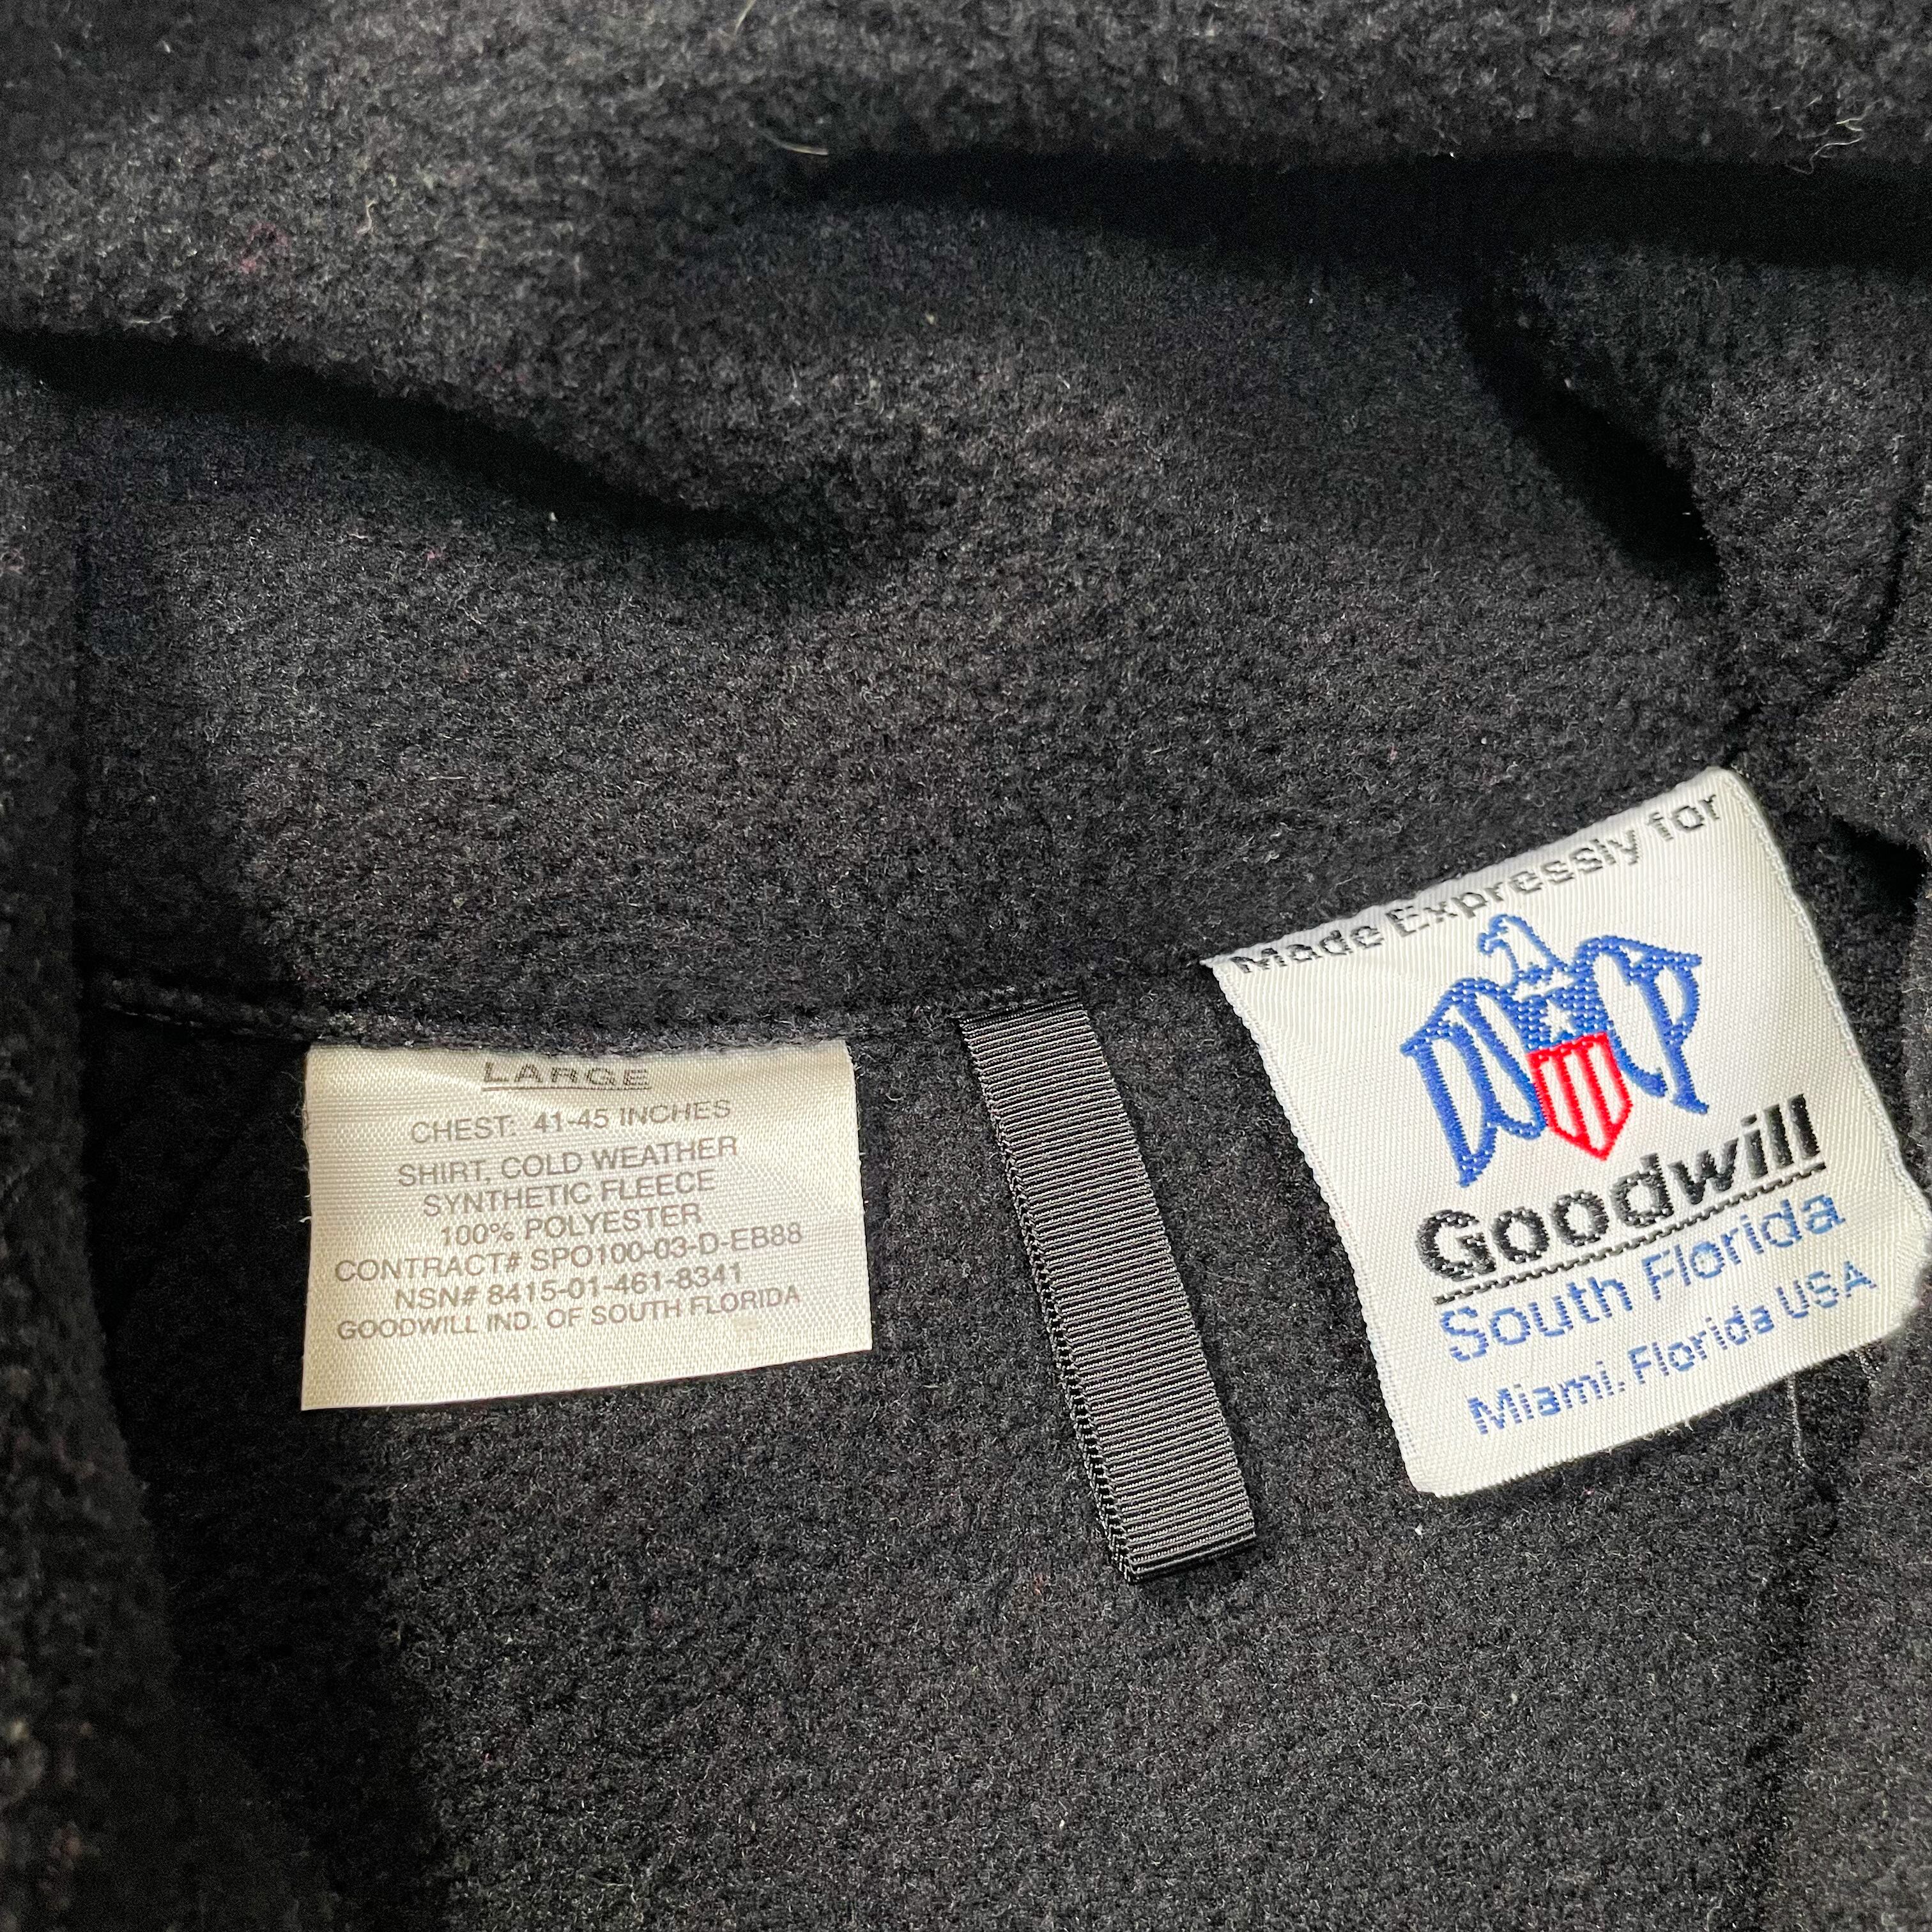 LARGE
CHEST: 41-45 INCHES
SHIRT, COLD WEATHER
SYNTHETIC FLEECE
100% POLYESTER
CONTRACT# SPO100-03-D-EB88
NSN# 8415-01-461-8341
GOODWILL IND. OF SOUTH FLORIDA
Made Expressly for
DSCP
Goodwill
South Florida
Miami. Florida USA